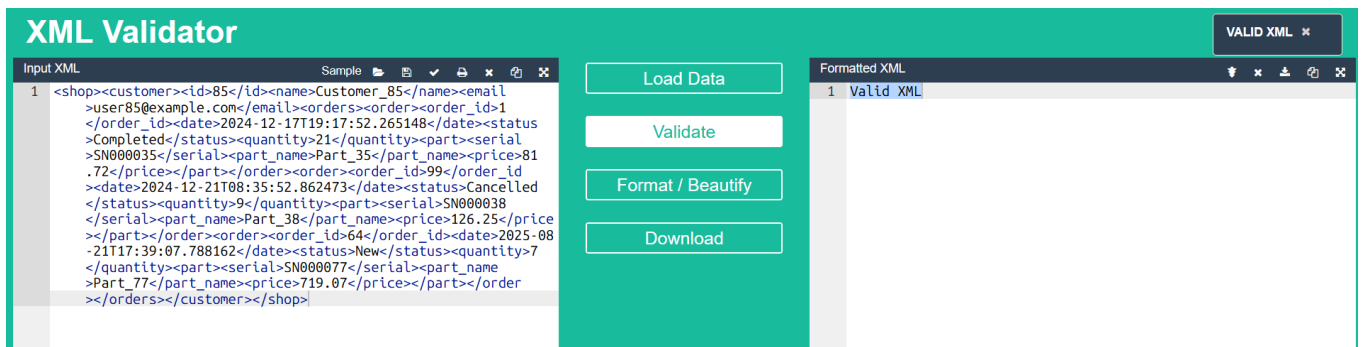 XML Validator
VALID XML ×
Input XML
Sample
1 <shop><customer><id>85</id><name>Customer_85</name><email
>user85@example.com</email><orders><order><order_id>1
</order_id><date>2024-12-17T19:17:52.265148</date><status
>Completed</status><quantity>21</quantity><part><serial
>SN000035</serial><part_name>Part_35</part_name><price>81
.72</price></part></order><order><order_id>99</order_id
><date>2024-12-21T08:35:52.862473</date><status>Cancelled
</status><quantity>9</quantity><part><serial>SN000038
</serial><part_name>Part_38</part_name><price>126.25</price
></part></order><order><order_id>64</order_id><date>2025-08
-21T17:39:07.788162</date><status>New</status><quantity>7
</quantity><part><serial>SN000077</serial><part_name
>Part_77</part_name><price>719.07</price></part></order
></orders></customer></shop>
Load Data
Validate
Format / Beautify
Download
Formatted XML
1 Valid XML